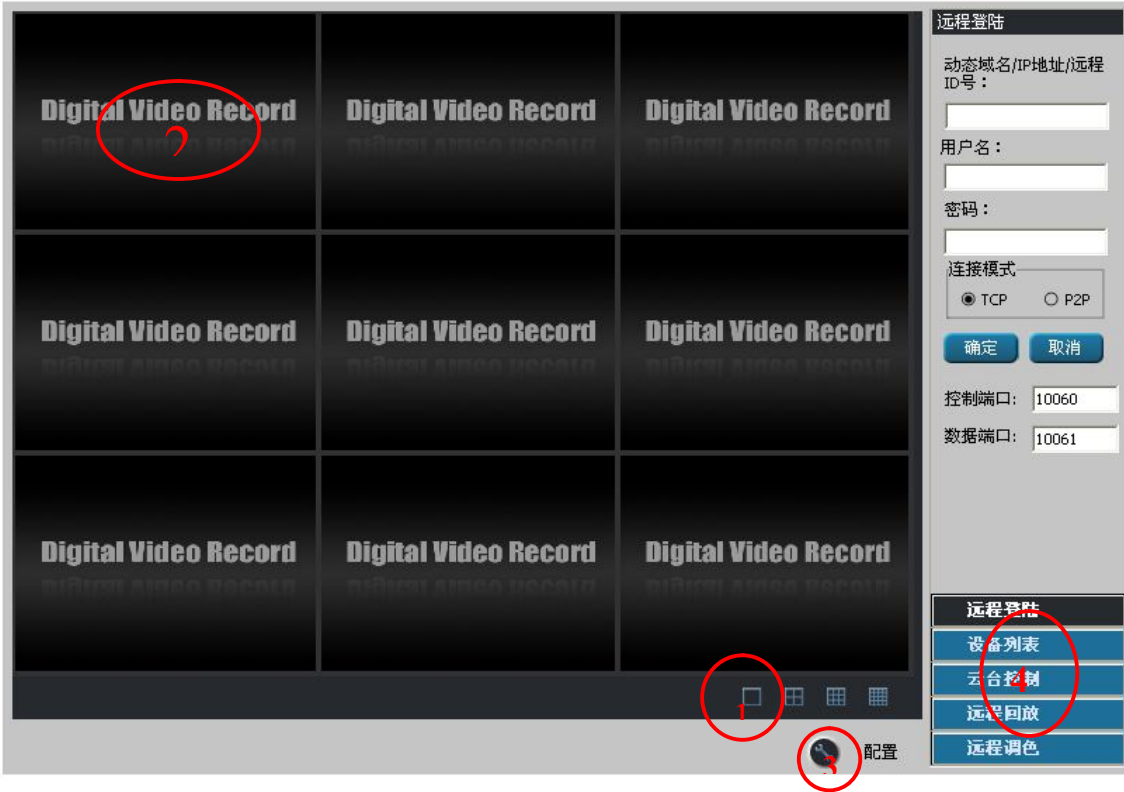 Digital Video Record
Digital Video Record
Digital Video Record
2
Digital Video Record
Digital Video Record
Digital Video Record
Digital Video Record
Digital Video Record
Digital Video Record
1
3
配置
远程登陆
动态域名/IP地址/远程
ID号：
用户名：
密码：
连接模式
TCP
P2P
确定
取消
控制端口:
10060
数据端口:
10061
远程登陆
设备列表
云台控制
4
远程回放
远程调色